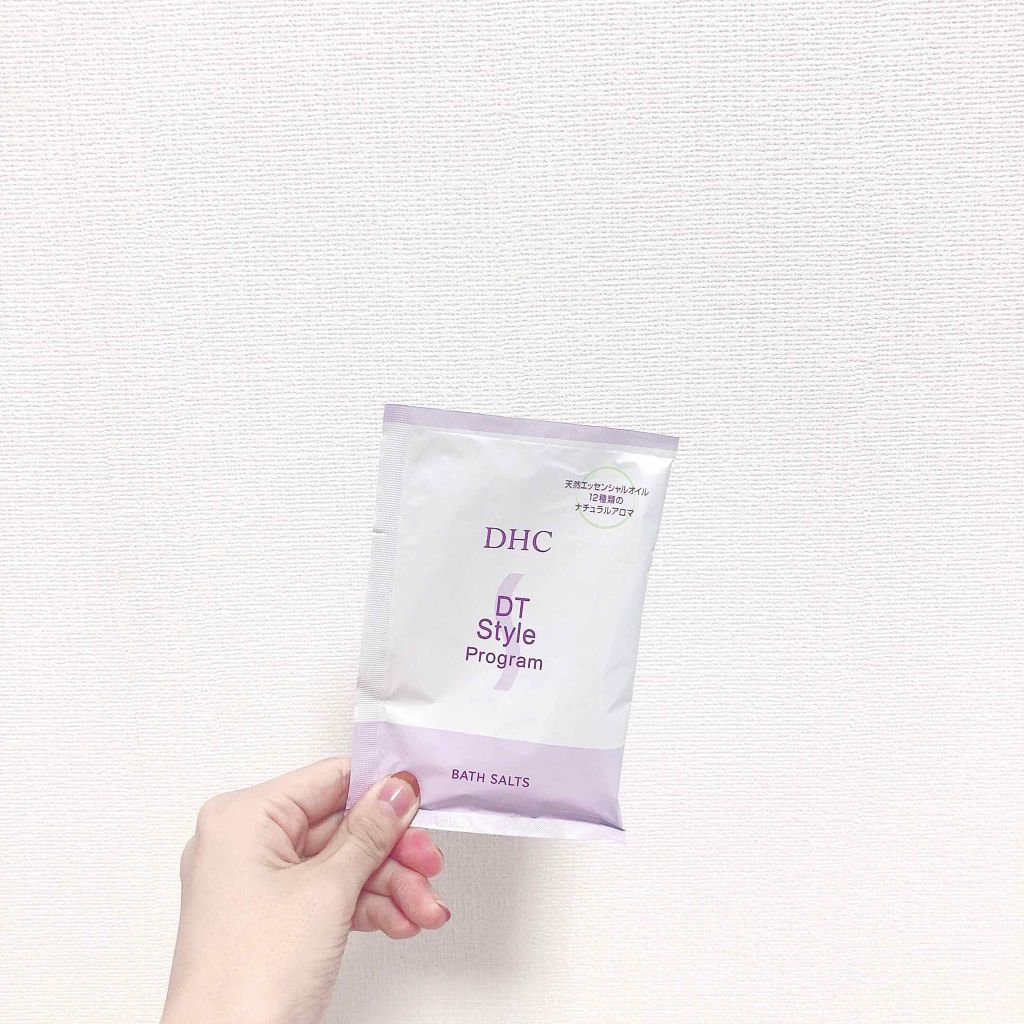 天然エッセンシャルオイル
12種類の
ナチュラルアロマ
DHC
DT
Style
Program
BATH SALTS